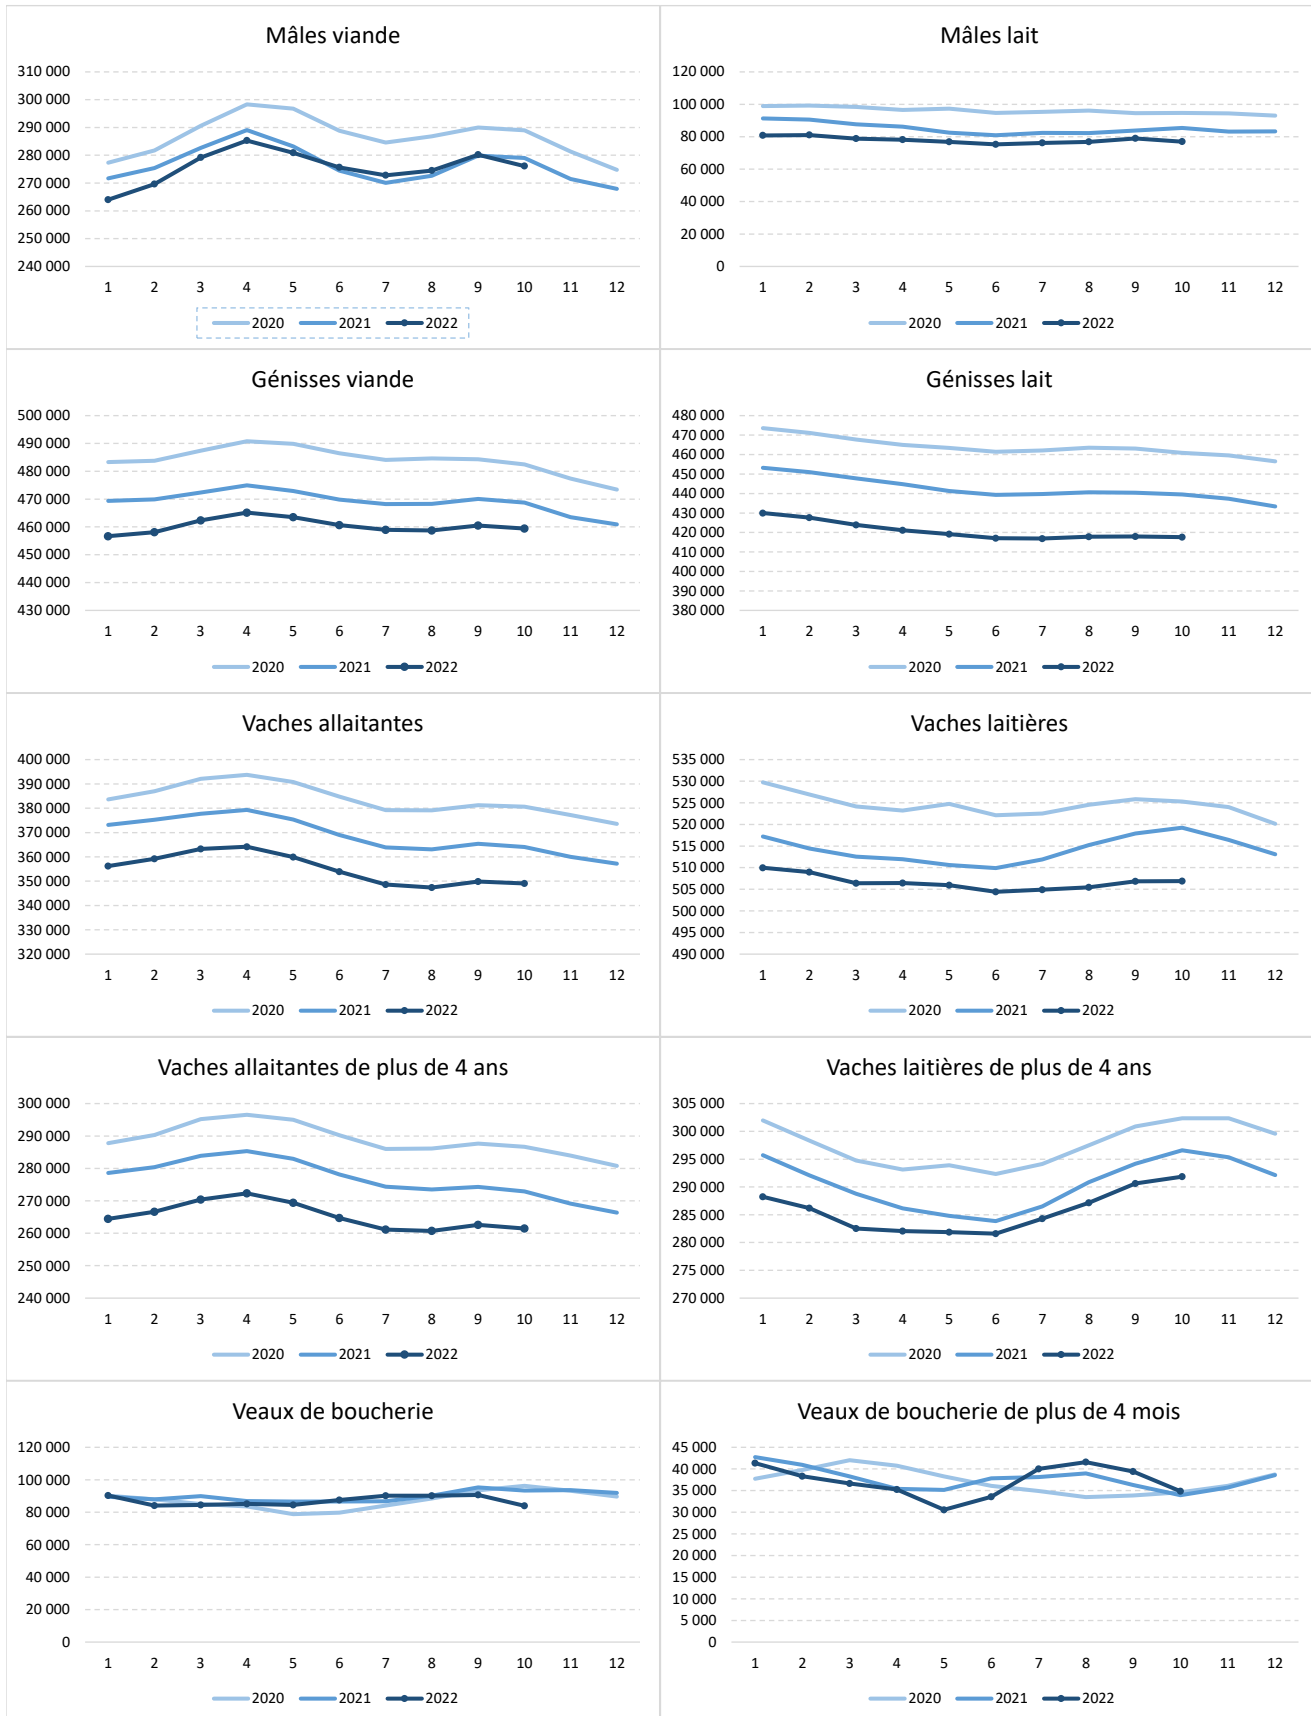 Mâles viande
310 000
300 000
290 000
280 000
270 000
260 000
250 000
240 000
1 2 3 4 5 6 7 8 9 10 11 12
2020 2021 2022
Mâles lait
120 000
100 000
80 000
60 000
40 000
20 000
0
1 2 3 4 5 6 7 8 9 10 11 12
2020 2021 2022
Génisses viande
500 000
490 000
480 000
470 000
460 000
450 000
440 000
430 000
1 2 3 4 5 6 7 8 9 10 11 12
2020 2021 2022
Génisses lait
480 000
470 000
460 000
450 000
440 000
430 000
420 000
410 000
400 000
390 000
380 000
1 2 3 4 5 6 7 8 9 10 11 12
2020 2021 2022
Vaches allaitantes
400 000
390 000
380 000
370 000
360 000
350 000
340 000
330 000
320 000
1 2 3 4 5 6 7 8 9 10 11 12
2020 2021 2022
Vaches laitières
535 000
530 000
525 000
520 000
515 000
510 000
505 000
500 000
495 000
490 000
1 2 3 4 5 6 7 8 9 10 11 12
2020 2021 2022
Vaches allaitantes de plus de 4 ans
300 000
290 000
280 000
270 000
260 000
250 000
240 000
1 2 3 4 5 6 7 8 9 10 11 12
2020 2021 2022
Vaches laitières de plus de 4 ans
305 000
300 000
295 000
290 000
285 000
280 000
275 000
270 000
1 2 3 4 5 6 7 8 9 10 11 12
2020 2021 2022
Veaux de boucherie
120 000
100 000
80 000
60 000
40 000
20 000
0
1 2 3 4 5 6 7 8 9 10 11 12
2020 2021 2022
Veaux de boucherie de plus de 4 mois
45 000
40 000
35 000
30 000
25 000
20 000
15 000
10 000
5 000
0
1 2 3 4 5 6 7 8 9 10 11 12
2020 2021 2022